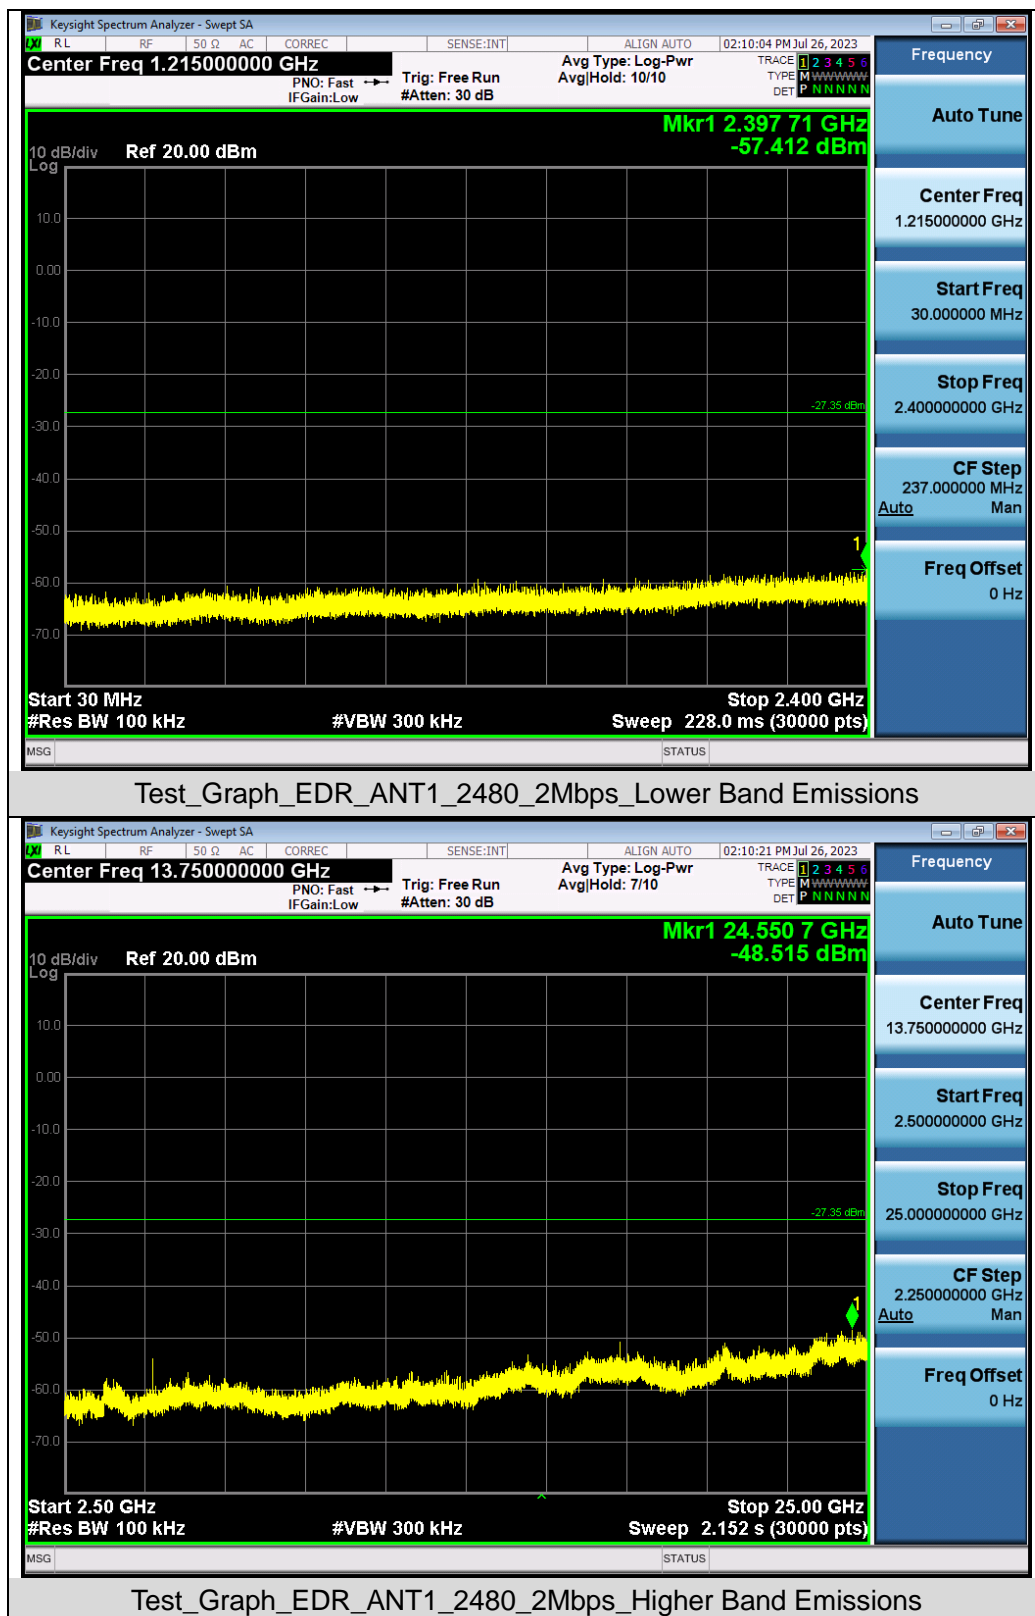 Keysight Spectrum Analyzer - Swept SA
LXI RL RF 50 Ω AC CORREC SENSE:INT ALIGN AUTO 02:10:04 PM Jul 26, 2023
Center Freq 1.215000000 GHz
PNO: Fast
IFGain:Low
Trig: Free Run
#Atten: 30 dB
Avg Type: Log-Pwr
Avg|Hold: 10/10
TRACE 1 2 3 4 5 6
TYPE M WWWWW
DET P N N N N N
Mkr1 2.397 71 GHz
-57.412 dBm
10 dB/div Ref 20.00 dBm
Log
10.0
0.00
-10.0
-20.0
-27.35 dBm
-30.0
-40.0
-50.0
1
-60.0
-70.0
Start 30 MHz Stop 2.400 GHz
#Res BW 100 kHz #VBW 300 kHz Sweep 228.0 ms (30000 pts)
MSG STATUS
Frequency
Auto Tune
Center Freq
1.215000000 GHz
Start Freq
30.000000 MHz
Stop Freq
2.400000000 GHz
CF Step
237.000000 MHz
Auto Man
Freq Offset
0 Hz
Test_Graph_EDR_ANT1_2480_2Mbps_Lower Band Emissions
Keysight Spectrum Analyzer - Swept SA
LXI RL RF 50 Ω AC CORREC SENSE:INT ALIGN AUTO 02:10:21 PM Jul 26, 2023
Center Freq 13.750000000 GHz
PNO: Fast
IFGain:Low
Trig: Free Run
#Atten: 30 dB
Avg Type: Log-Pwr
Avg|Hold: 7/10
TRACE 1 2 3 4 5 6
TYPE M WWWWW
DET P N N N N N
Mkr1 24.550 7 GHz
-48.515 dBm
10 dB/div Ref 20.00 dBm
Log
10.0
0.00
-10.0
-20.0
-27.35 dBm
-30.0
-40.0
1
-50.0
-60.0
-70.0
Start 2.50 GHz Stop 25.00 GHz
#Res BW 100 kHz #VBW 300 kHz Sweep 2.152 s (30000 pts)
MSG STATUS
Frequency
Auto Tune
Center Freq
13.750000000 GHz
Start Freq
2.500000000 GHz
Stop Freq
25.000000000 GHz
CF Step
2.250000000 GHz
Auto Man
Freq Offset
0 Hz
Test_Graph_EDR_ANT1_2480_2Mbps_Higher Band Emissions